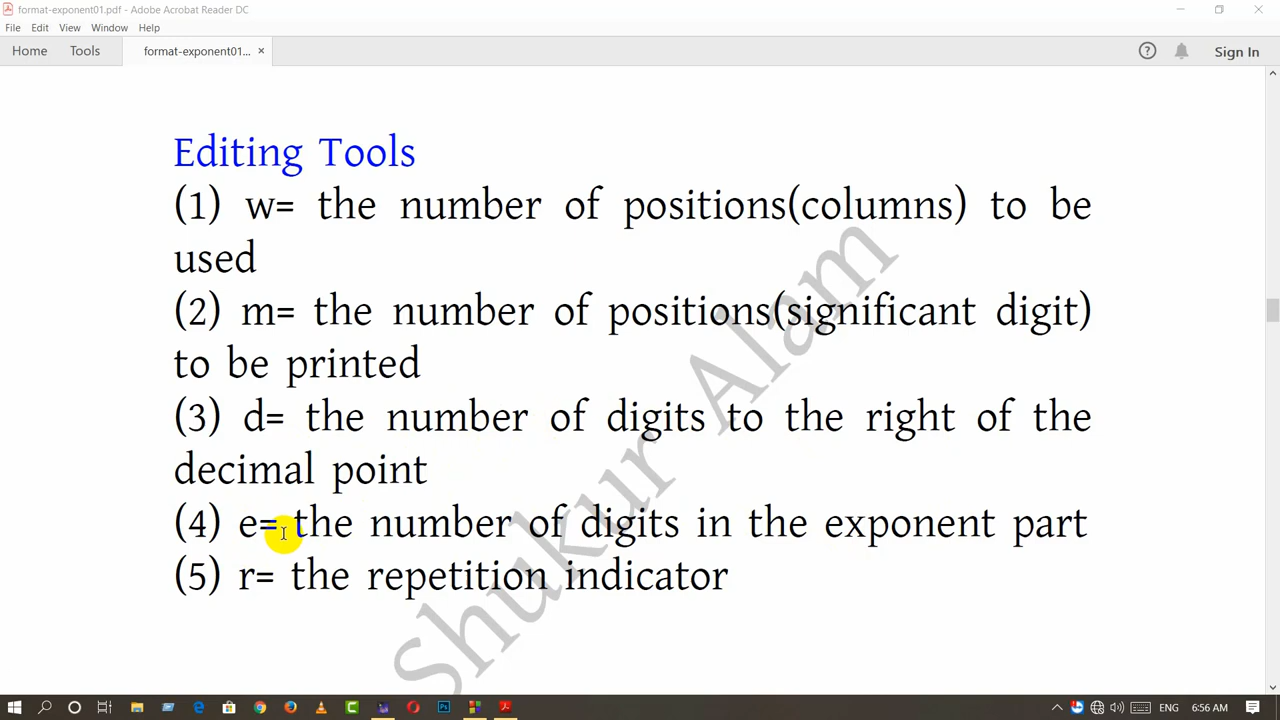 format-exponent01.pdf - Adobe Acrobat Reader DC
File Edit View Window Help
Home Tools format-exponent01... × ? Sign In
Editing Tools
(1) w= the number of positions(columns) to be
used
(2) m= the number of positions(significant digit)
to be printed
(3) d= the number of digits to the right of the
decimal point
(4) e= the number of digits in the exponent part
(5) r= the repetition indicator
Shukur Alam
ENG 6:56 AM